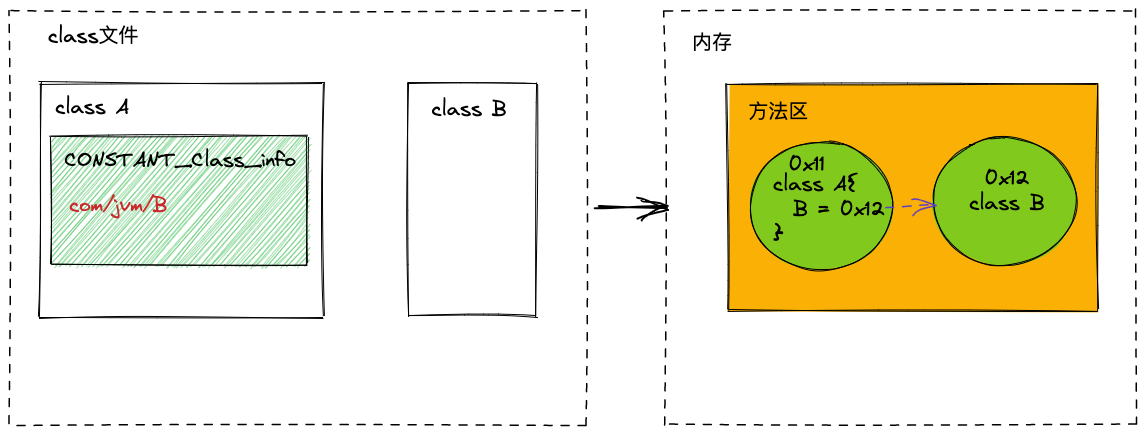 class文件
class A
CONSTANT_Class_info
com/jvm/B
class B
内存
方法区
0x11
class A{
B = 0x12
}
0x12
class B